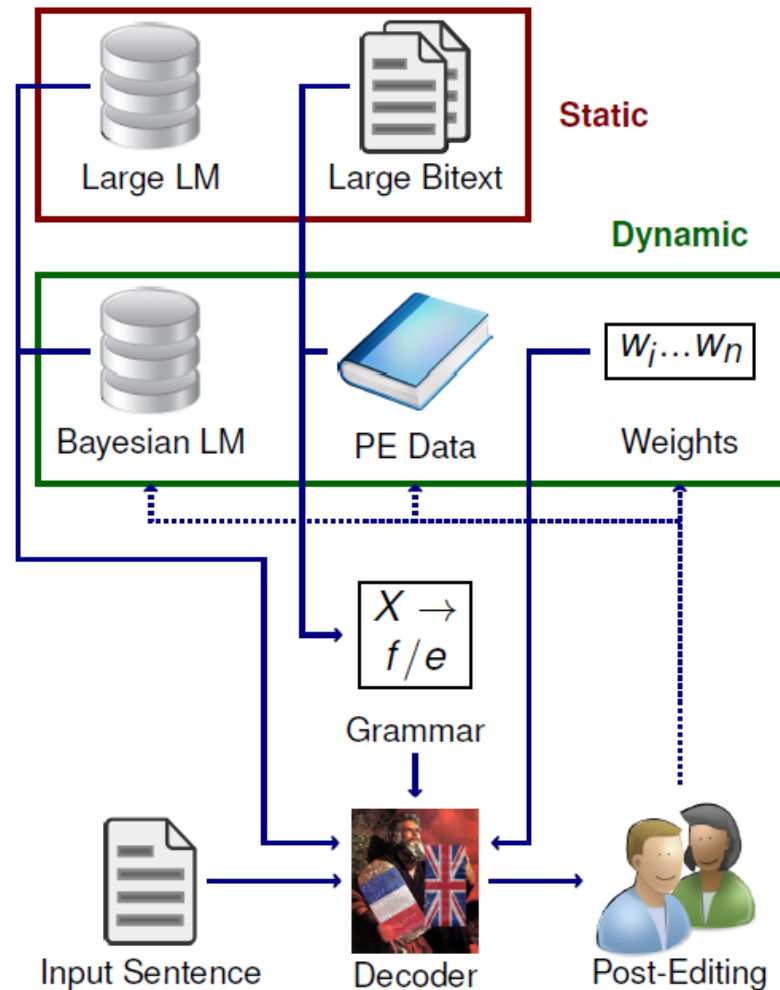 Static
Large LM
Large Bitext
Dynamic
w_i...w_n
Bayesian LM
PE Data
Weights
X →
f / e
Grammar
Input Sentence
Decoder
Post-Editing